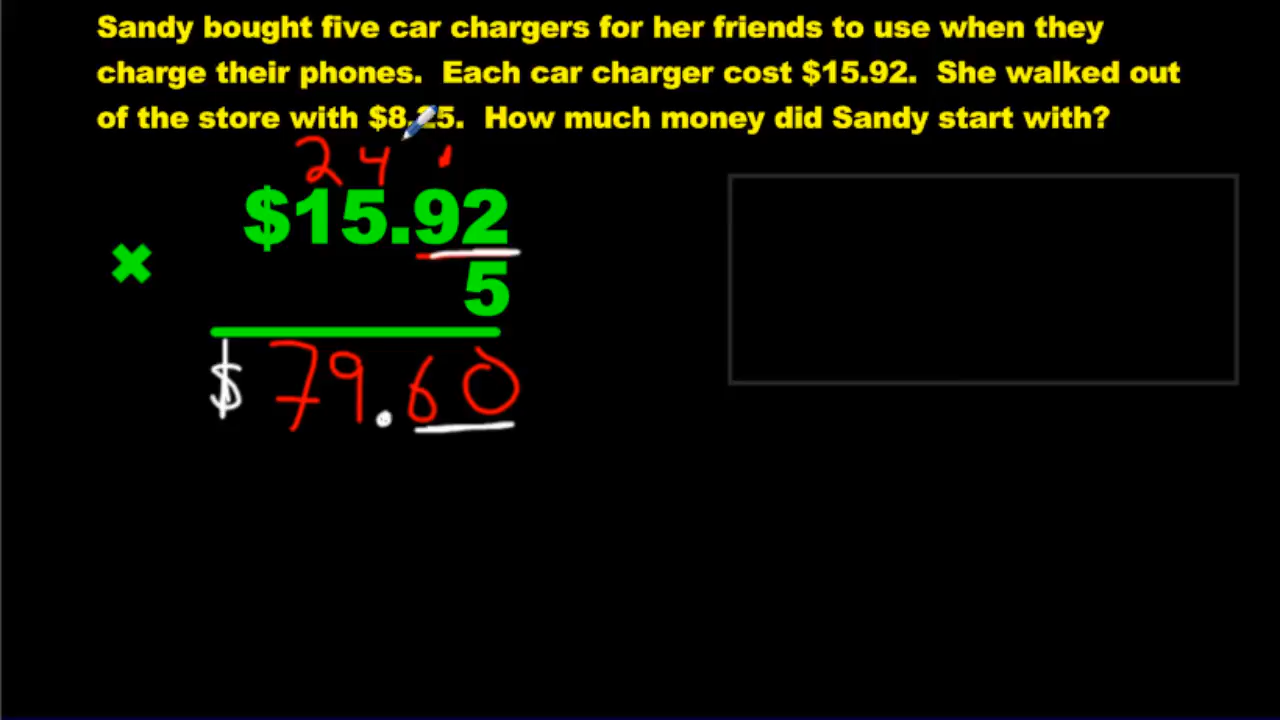 Sandy bought five car chargers for her friends to use when they
charge their phones. Each car charger cost $15.92. She walked out
of the store with $8.25. How much money did Sandy start with?
2 4 1
$15.92
× 5
$ 79.60